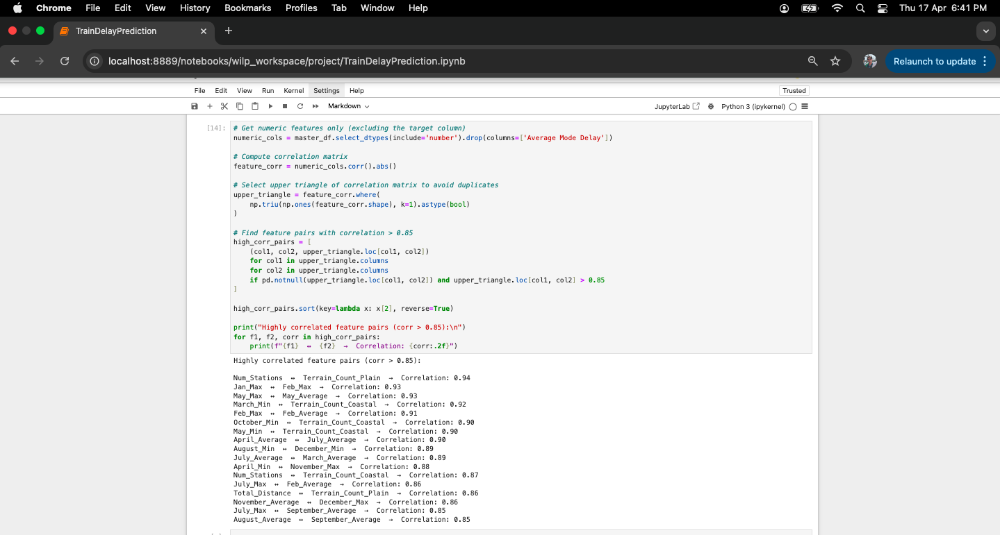 Chrome File Edit View History Bookmarks Profiles Tab Window Help Thu 17 Apr 6:41 PM
TrainDelayPrediction
localhost:8889/notebooks/wilp_workspace/project/TrainDelayPrediction.ipynb Relaunch to update
File Edit View Run Kernel Settings Help Trusted
Markdown JupyterLab Python 3 (ipykernel)
[14]: # Get numeric features only (excluding the target column)
numeric_cols = master_df.select_dtypes(include='number').drop(columns=['Average Mode Delay'])
# Compute correlation matrix
feature_corr = numeric_cols.corr().abs()
# Select upper triangle of correlation matrix to avoid duplicates
upper_triangle = feature_corr.where(
    np.triu(np.ones(feature_corr.shape), k=1).astype(bool)
)
# Find feature pairs with correlation > 0.85
high_corr_pairs = [
    (col1, col2, upper_triangle.loc[col1, col2])
    for col1 in upper_triangle.columns
    for col2 in upper_triangle.columns
    if pd.notnull(upper_triangle.loc[col1, col2]) and upper_triangle.loc[col1, col2] > 0.85
]
high_corr_pairs.sort(key=lambda x: x[2], reverse=True)
print("Highly correlated feature pairs (corr > 0.85):\n")
for f1, f2, corr in high_corr_pairs:
    print(f"{f1} ↔ {f2} → Correlation: {corr:.2f}")
Highly correlated feature pairs (corr > 0.85):
Num_Stations ↔ Terrain_Count_Plain → Correlation: 0.94
Jan_Max ↔ Feb_Max → Correlation: 0.93
May_Max ↔ May_Average → Correlation: 0.93
March_Min ↔ Terrain_Count_Coastal → Correlation: 0.92
Feb_Max ↔ Feb_Average → Correlation: 0.91
October_Min ↔ Terrain_Count_Coastal → Correlation: 0.90
May_Min ↔ Terrain_Count_Coastal → Correlation: 0.90
April_Average ↔ July_Average → Correlation: 0.90
August_Min ↔ December_Min → Correlation: 0.89
July_Average ↔ March_Average → Correlation: 0.89
April_Min ↔ November_Max → Correlation: 0.88
Num_Stations ↔ Terrain_Count_Coastal → Correlation: 0.87
July_Max ↔ Feb_Average → Correlation: 0.86
Total_Distance ↔ Terrain_Count_Plain → Correlation: 0.86
November_Average ↔ December_Max → Correlation: 0.86
July_Max ↔ September_Average → Correlation: 0.85
August_Average ↔ September_Average → Correlation: 0.85